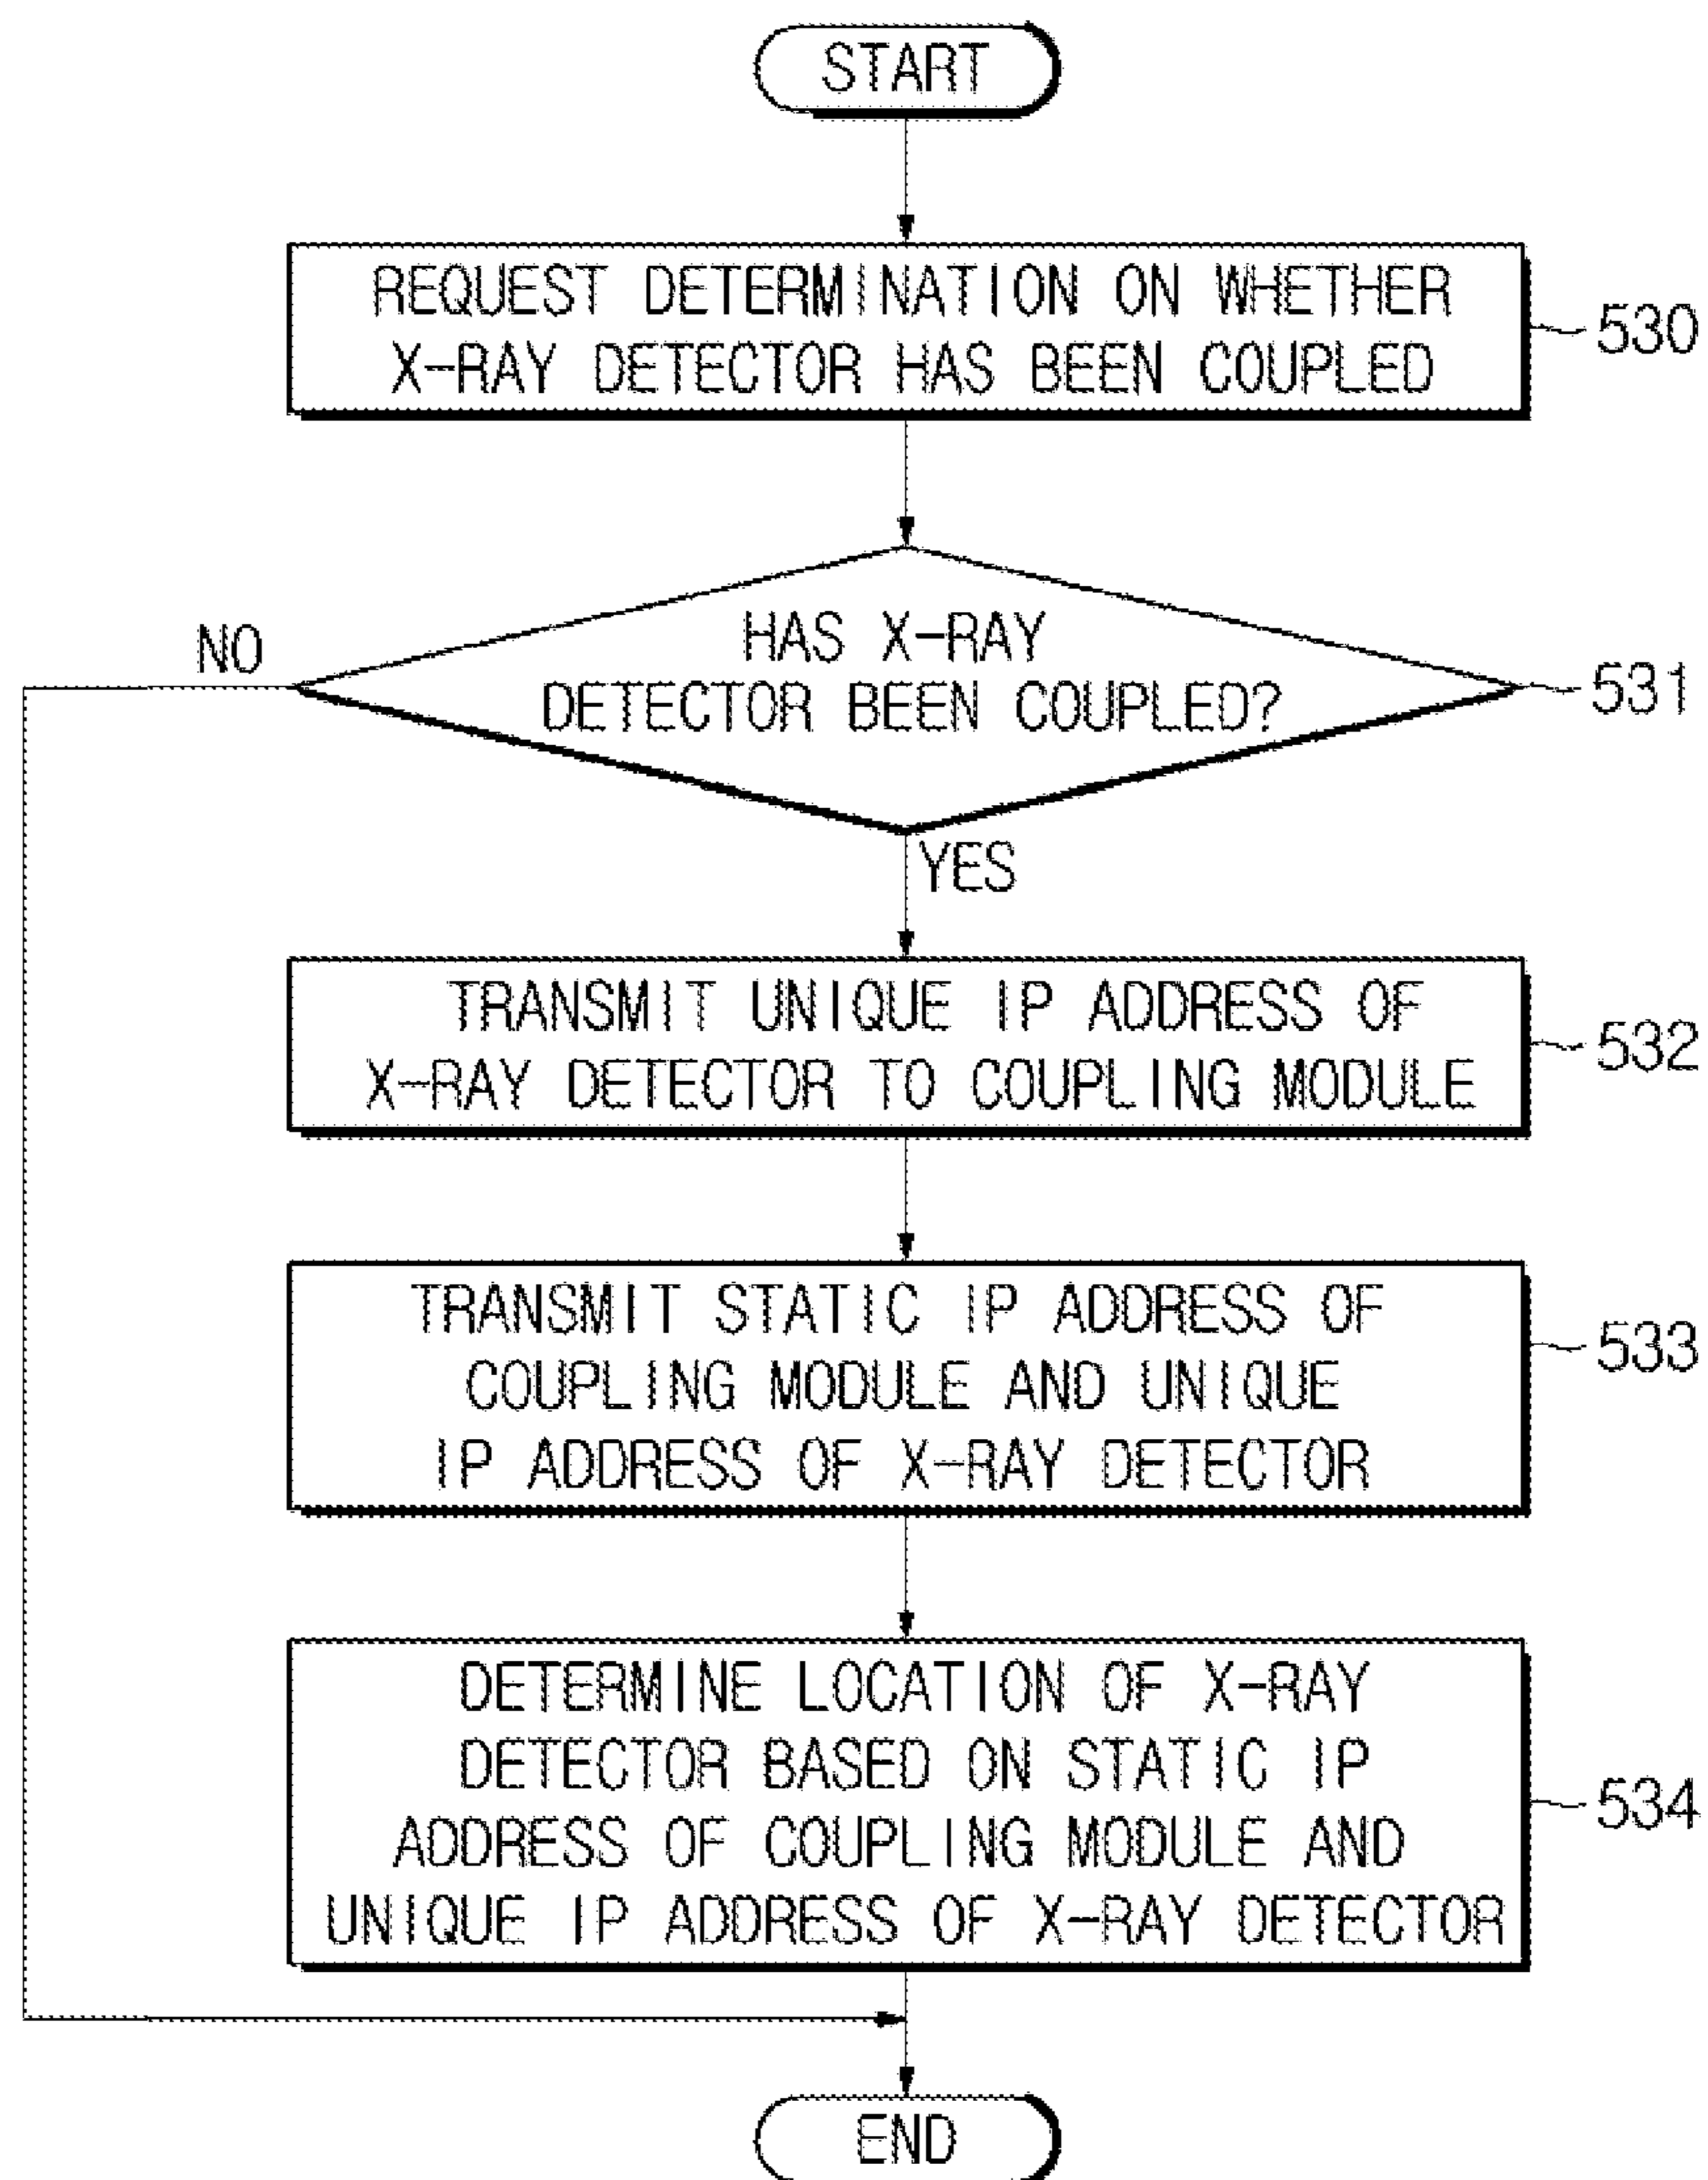 START
REQUEST DETERMINATION ON WHETHER
X-RAY DETECTOR HAS BEEN COUPLED
530
HAS X-RAY
DETECTOR BEEN COUPLED?
531
NO
YES
TRANSMIT UNIQUE IP ADDRESS OF
X-RAY DETECTOR TO COUPLING MODULE
532
TRANSMIT STATIC IP ADDRESS OF
COUPLING MODULE AND UNIQUE
IP ADDRESS OF X-RAY DETECTOR
533
DETERMINE LOCATION OF X-RAY
DETECTOR BASED ON STATIC IP
ADDRESS OF COUPLING MODULE AND
UNIQUE IP ADDRESS OF X-RAY DETECTOR
534
END